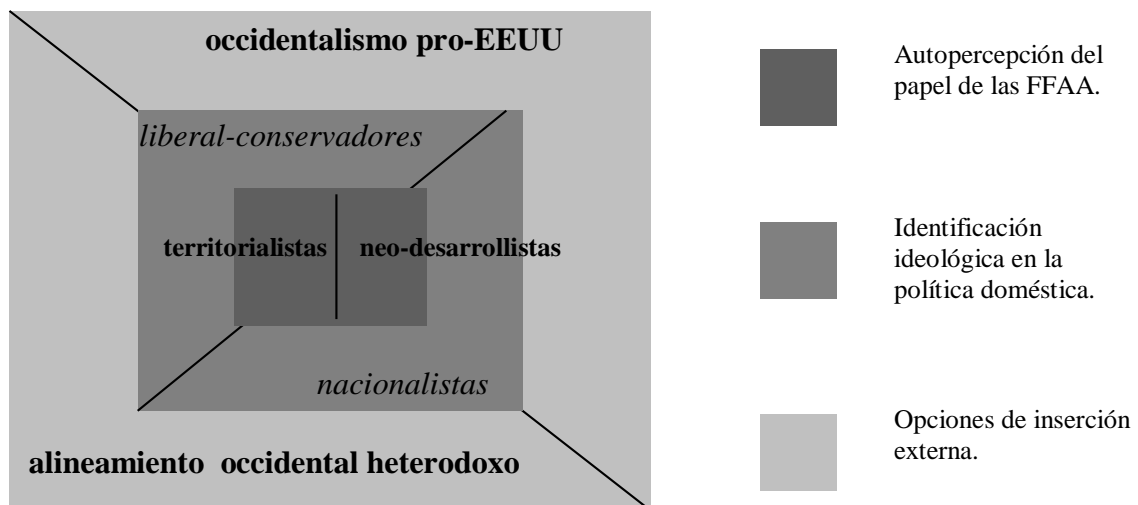 occidentalismo pro-EEUU
liberal-conservadores
territorialistas
neo-desarrollistas
nacionalistas
alineamiento occidental heterodoxo
Autopercepción del
papel de las FFAA.
Identificación
ideológica en la
política doméstica.
Opciones de inserción
externa.